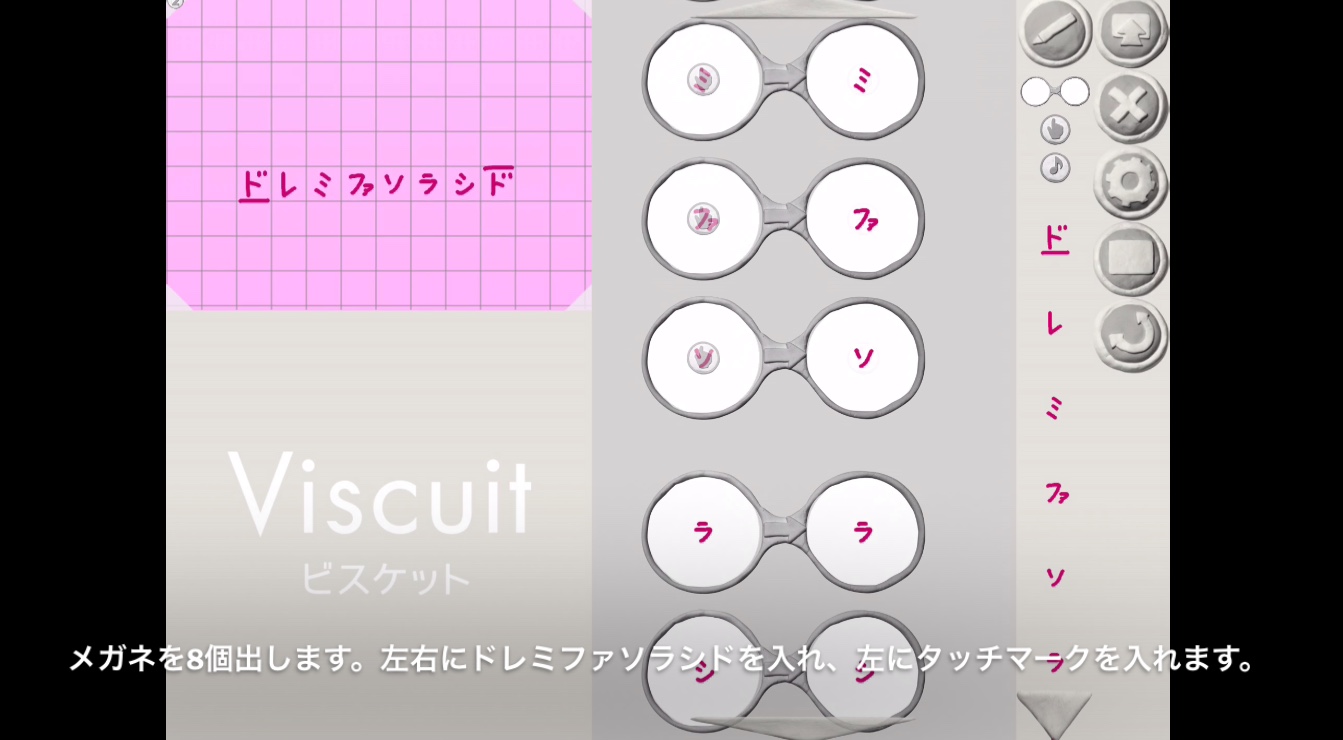 ドレミファソラシド
Viscuit
ビスケット
ミ ミ
ファ ファ
ソ ソ
ララ
シ シ
ド
レ
ミ
ファ
ソ
ラ
メガネを8個出します。左右にドレミファソラシドを入れ、左にタッチマークを入れます。